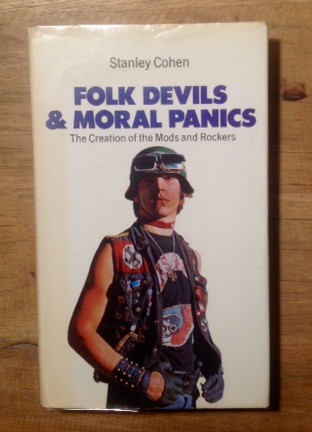 Stanley Cohen
FOLK DEVILS
& MORAL PANICS
The Creation of the Mods and Rockers